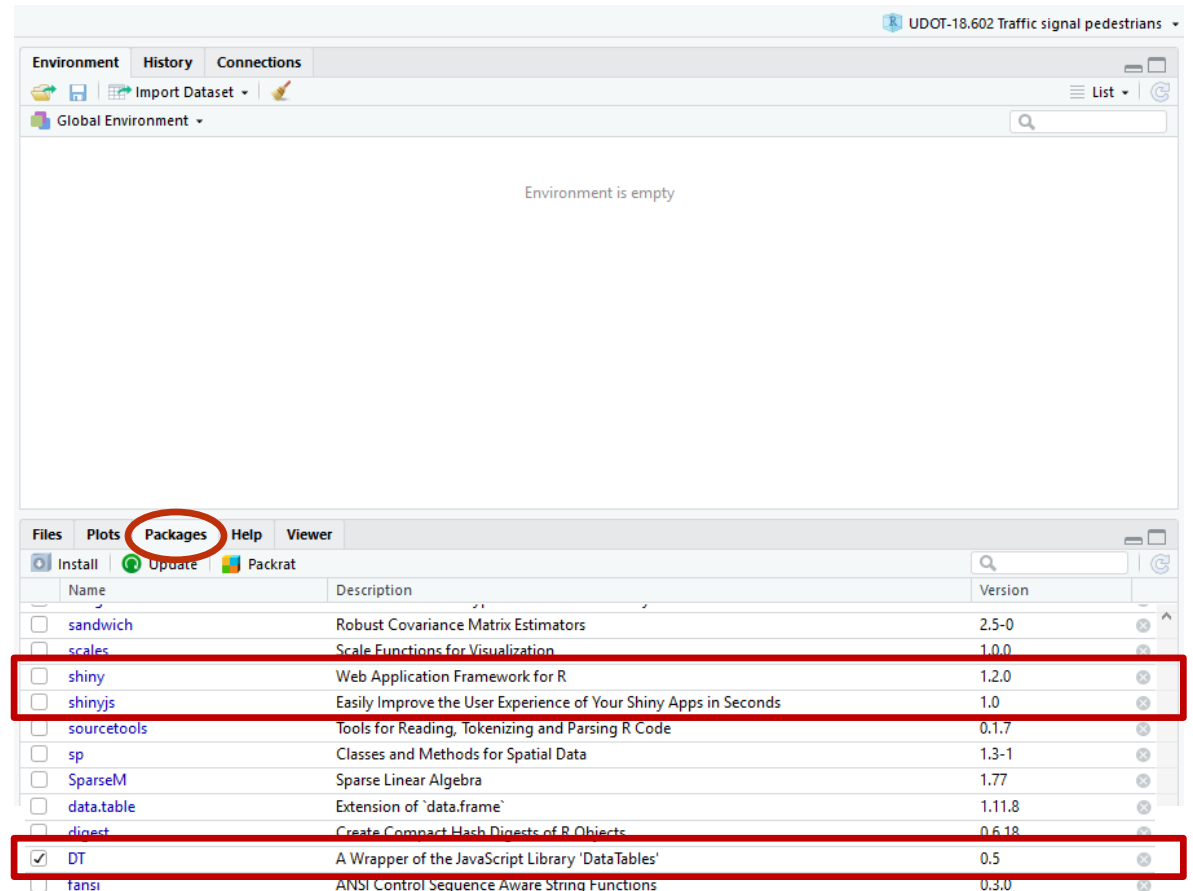 UDOT-18.602 Traffic signal pedestrians
Environment History Connections
Import Dataset List
Global Environment
Environment is empty
Files Plots Packages Help Viewer
Install Update Packrat
Name Description Version
sandwich Robust Covariance Matrix Estimators 2.5-0
scales Scale Functions for Visualization 1.0.0
shiny Web Application Framework for R 1.2.0
shinyjs Easily Improve the User Experience of Your Shiny Apps in Seconds 1.0
sourcetools Tools for Reading, Tokenizing and Parsing R Code 0.1.7
sp Classes and Methods for Spatial Data 1.3-1
SparseM Sparse Linear Algebra 1.77
data.table Extension of `data.frame` 1.11.8
digest Create Compact Hash Digests of R Objects 0.6.18
DT A Wrapper of the JavaScript Library 'DataTables' 0.5
fansi ANSI Control Sequence Aware String Functions 0.3.0